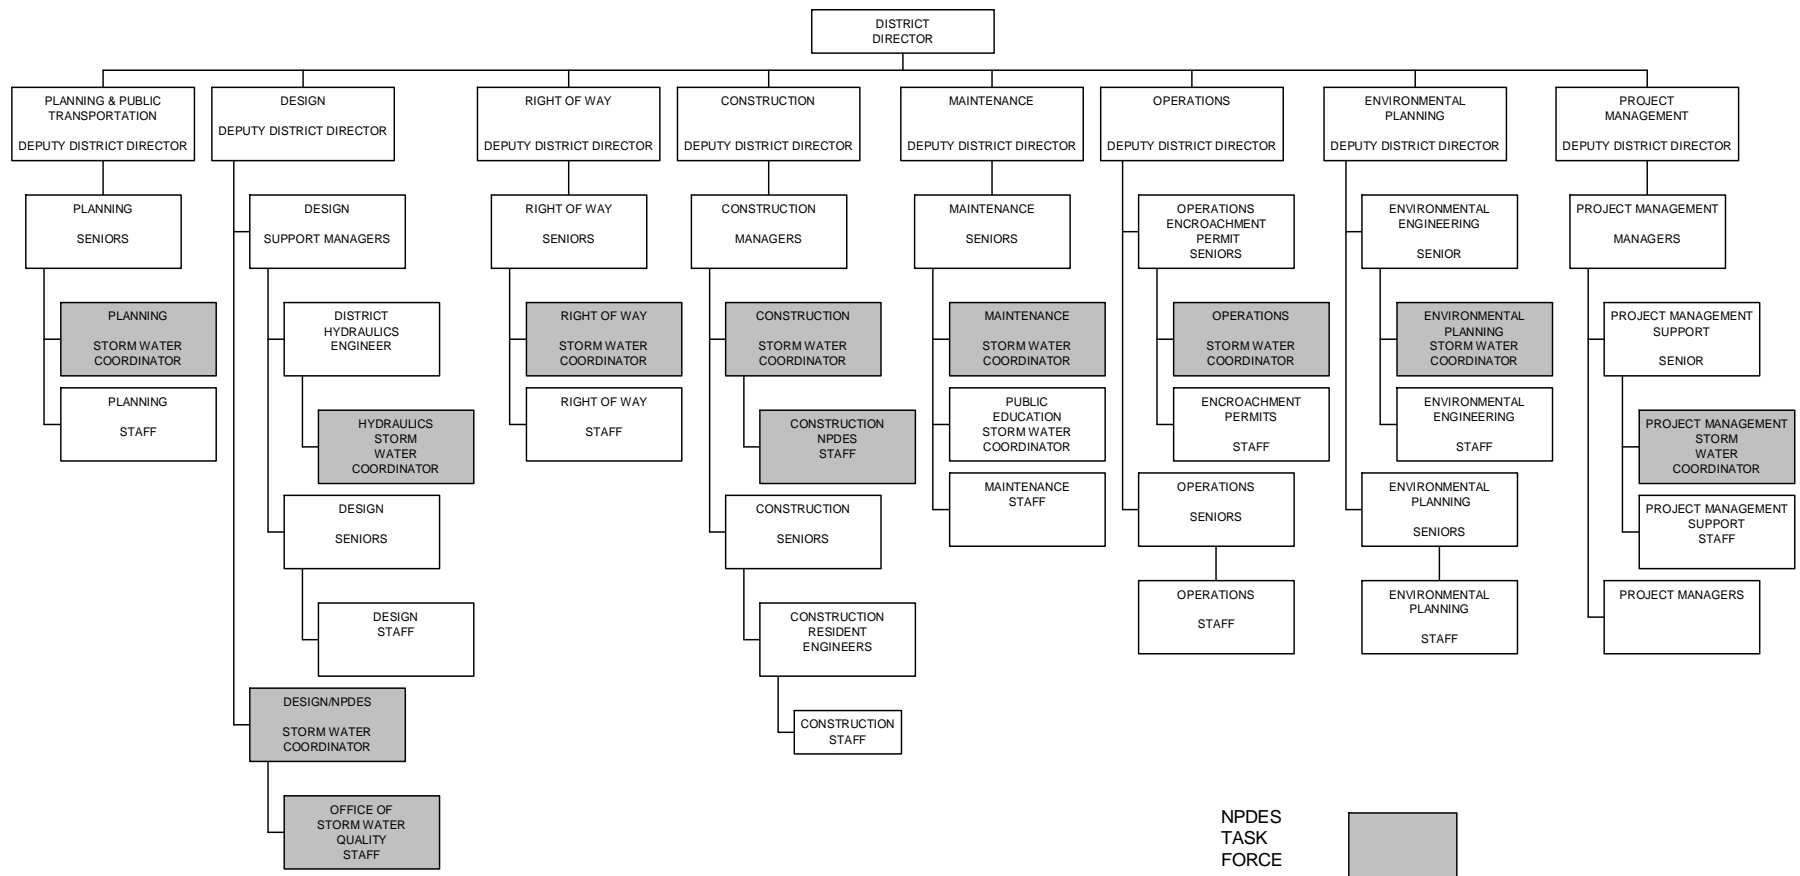 DISTRICT
DIRECTOR
PLANNING & PUBLIC
TRANSPORTATION
DEPUTY DISTRICT DIRECTOR
DESIGN
DEPUTY DISTRICT DIRECTOR
RIGHT OF WAY
DEPUTY DISTRICT DIRECTOR
CONSTRUCTION
DEPUTY DISTRICT DIRECTOR
MAINTENANCE
DEPUTY DISTRICT DIRECTOR
OPERATIONS
DEPUTY DISTRICT DIRECTOR
ENVIRONMENTAL
PLANNING
DEPUTY DISTRICT DIRECTOR
PROJECT
MANAGEMENT
DEPUTY DISTRICT DIRECTOR
PLANNING
SENIORS
DESIGN
SUPPORT MANAGERS
RIGHT OF WAY
SENIORS
CONSTRUCTION
MANAGERS
MAINTENANCE
SENIORS
OPERATIONS
ENCROACHMENT
PERMIT
SENIORS
ENVIRONMENTAL
ENGINEERING
SENIOR
PROJECT MANAGEMENT
MANAGERS
PLANNING
STORM WATER
COORDINATOR
DISTRICT
HYDRAULICS
ENGINEER
RIGHT OF WAY
STORM WATER
COORDINATOR
CONSTRUCTION
STORM WATER
COORDINATOR
MAINTENANCE
STORM WATER
COORDINATOR
OPERATIONS
STORM WATER
COORDINATOR
ENVIRONMENTAL
PLANNING
STORM WATER
COORDINATOR
PROJECT MANAGEMENT
SUPPORT
SENIOR
PLANNING
STAFF
HYDRAULICS
STORM
WATER
COORDINATOR
RIGHT OF WAY
STAFF
CONSTRUCTION
NPDES
STAFF
PUBLIC
EDUCATION
STORM WATER
COORDINATOR
ENCROACHMENT
PERMITS
STAFF
ENVIRONMENTAL
ENGINEERING
STAFF
PROJECT MANAGEMENT
STORM
WATER
COORDINATOR
DESIGN
SENIORS
CONSTRUCTION
SENIORS
MAINTENANCE
STAFF
OPERATIONS
SENIORS
ENVIRONMENTAL
PLANNING
SENIORS
PROJECT MANAGEMENT
SUPPORT
STAFF
DESIGN
STAFF
CONSTRUCTION
RESIDENT
ENGINEERS
OPERATIONS
STAFF
ENVIRONMENTAL
PLANNING
STAFF
PROJECT MANAGERS
DESIGN/NPDES
STORM WATER
COORDINATOR
CONSTRUCTION
STAFF
OFFICE OF
STORM WATER
QUALITY
STAFF
NPDES
TASK
FORCE